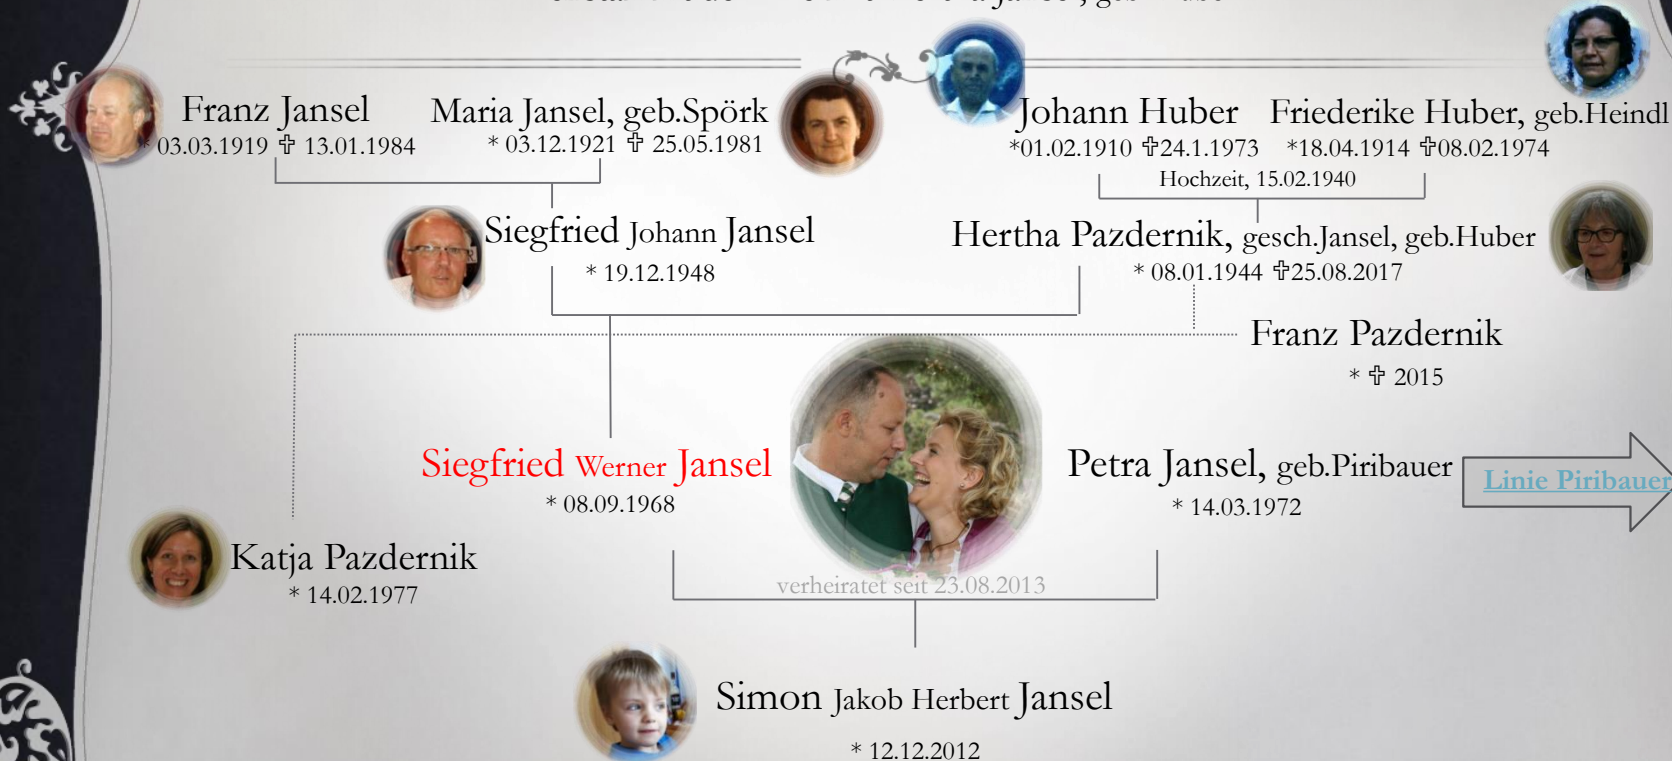 Franz Jansel
* 03.03.1919 ✞ 13.01.1984
Maria Jansel, geb.Spörk
* 03.12.1921 ✞ 25.05.1981
Johann Huber
*01.02.1910 ✞24.1.1973
Friederike Huber, geb.Heindl
*18.04.1914 ✞08.02.1974
Hochzeit, 15.02.1940
Siegfried Johann Jansel
* 19.12.1948
Hertha Pazdernik, gesch.Jansel, geb.Huber
* 08.01.1944 ✞25.08.2017
Franz Pazdernik
* ✞ 2015
Siegfried Werner Jansel
* 08.09.1968
Petra Jansel, geb.Piribauer
* 14.03.1972
Linie Piribauer
Katja Pazdernik
* 14.02.1977
verheiratet seit 23.08.2013
Simon Jakob Herbert Jansel
* 12.12.2012